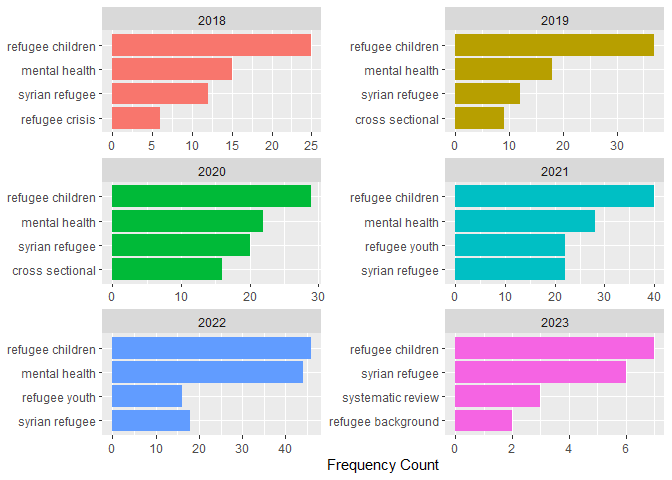 2018
refugee children
mental health
syrian refugee
refugee crisis
0 5 10 15 20 25
2019
refugee children
mental health
syrian refugee
cross sectional
0 10 20 30
2020
refugee children
mental health
syrian refugee
cross sectional
0 10 20 30
2021
refugee children
mental health
refugee youth
syrian refugee
0 10 20 30 40
2022
refugee children
mental health
refugee youth
syrian refugee
0 10 20 30 40
2023
refugee children
syrian refugee
systematic review
refugee background
0 2 4 6
Frequency Count